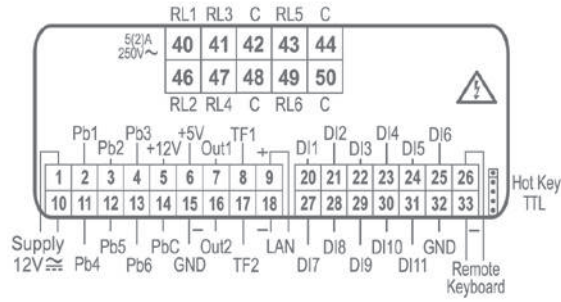 RL1 RL3 C RL5 C
5(2)A
250V~
40 41 42 43 44
46 47 48 49 50
RL2 RL4 C RL6 C
Pb1 Pb3 +5V TF1 DI2 DI4 DI6
Pb2 +12V Out1 + DI1 DI3 DI5
1 2 3 4 5 6 7 8 9 20 21 22 23 24 25 26
10 11 12 13 14 15 16 17 18 27 28 29 30 31 32 33
Hot Key
TTL
Supply Pb5 PbC – Out2 – LAN DI8 DI10 GND –
12V≂ Pb4 Pb6 GND TF2 DI7 DI9 DI11 Remote
Keyboard